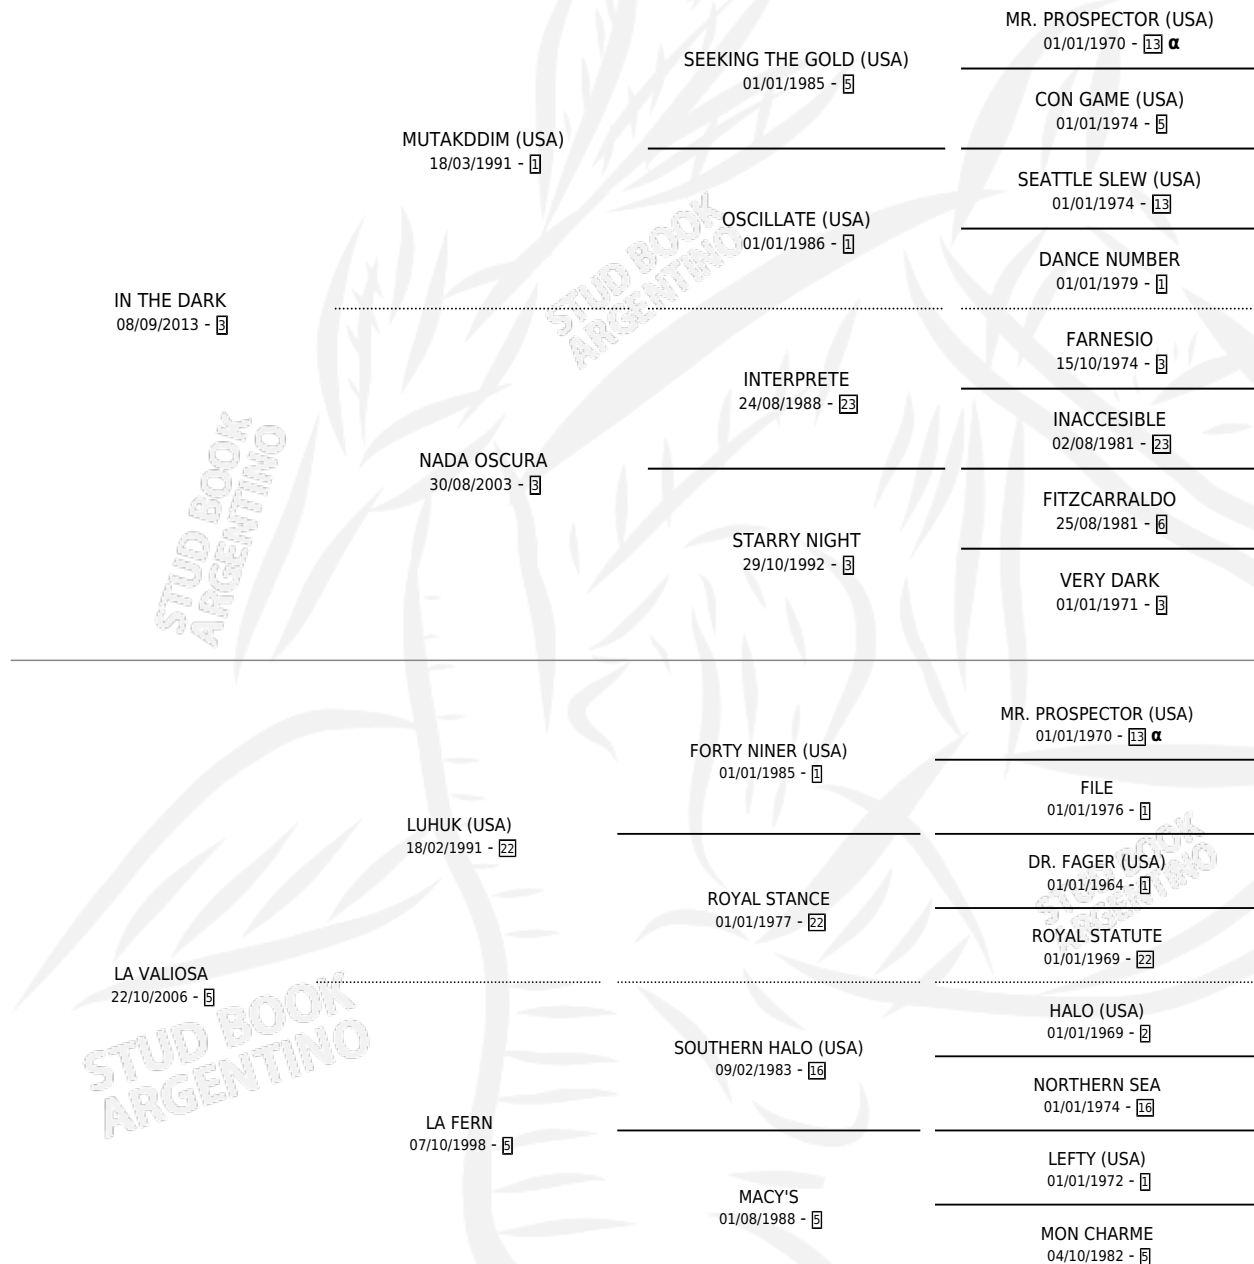 MR. PROSPECTOR (USA)
01/01/1970 - 13 α
SEEKING THE GOLD (USA)
01/01/1985 - 5
CON GAME (USA)
01/01/1974 - 5
MUTAKDDIM (USA)
18/03/1991 - 1
SEATTLE SLEW (USA)
01/01/1974 - 13
OSCILLATE (USA)
01/01/1986 - 1
DANCE NUMBER
01/01/1979 - 1
IN THE DARK
08/09/2013 - 3
FARNESIO
15/10/1974 - 3
INTERPRETE
24/08/1988 - 23
INACCESIBLE
02/08/1981 - 23
NADA OSCURA
30/08/2003 - 3
FITZCARRALDO
25/08/1981 - 6
STARRY NIGHT
29/10/1992 - 3
VERY DARK
01/01/1971 - 3
MR. PROSPECTOR (USA)
01/01/1970 - 13 α
FORTY NINER (USA)
01/01/1985 - 1
FILE
01/01/1976 - 1
LUHUK (USA)
18/02/1991 - 22
DR. FAGER (USA)
01/01/1964 - 1
ROYAL STANCE
01/01/1977 - 22
ROYAL STATUTE
01/01/1969 - 22
LA VALIOSA
22/10/2006 - 5
HALO (USA)
01/01/1969 - 2
SOUTHERN HALO (USA)
09/02/1983 - 16
NORTHERN SEA
01/01/1974 - 16
LA FERN
07/10/1998 - 5
LEFTY (USA)
01/01/1972 - 1
MACY'S
01/08/1988 - 5
MON CHARME
04/10/1982 - 5
STUD BOOK
ARGENTINO
STUD BOOK
ARGENTINO
STUD BOOK
ARGENTINO
STUD BOOK
ARGENTINO